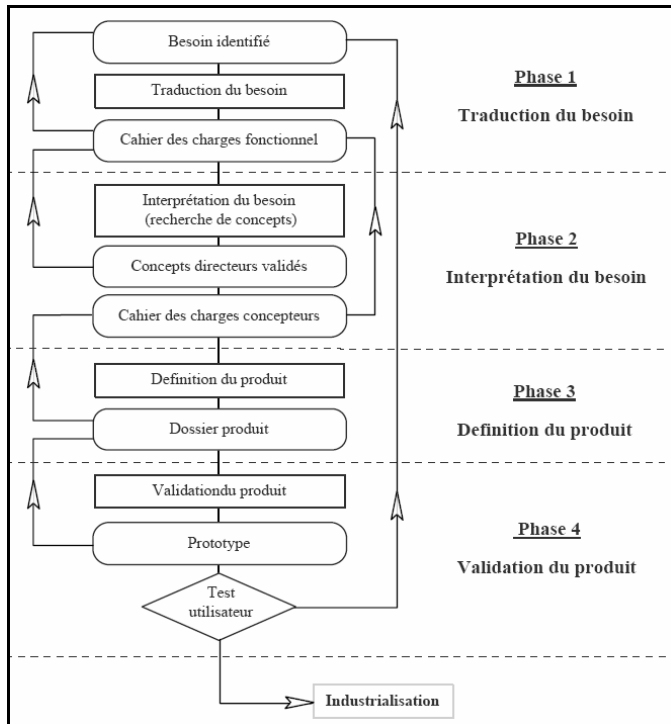 Besoin identifié
Traduction du besoin
Cahier des charges fonctionnel
Phase 1
Traduction du besoin
Interprétation du besoin
(recherche de concepts)
Concepts directeurs validés
Cahier des charges concepteurs
Phase 2
Interprétation du besoin
Definition du produit
Dossier produit
Phase 3
Definition du produit
Validationdu produit
Prototype
Test
utilisateur
Phase 4
Validation du produit
Industrialisation